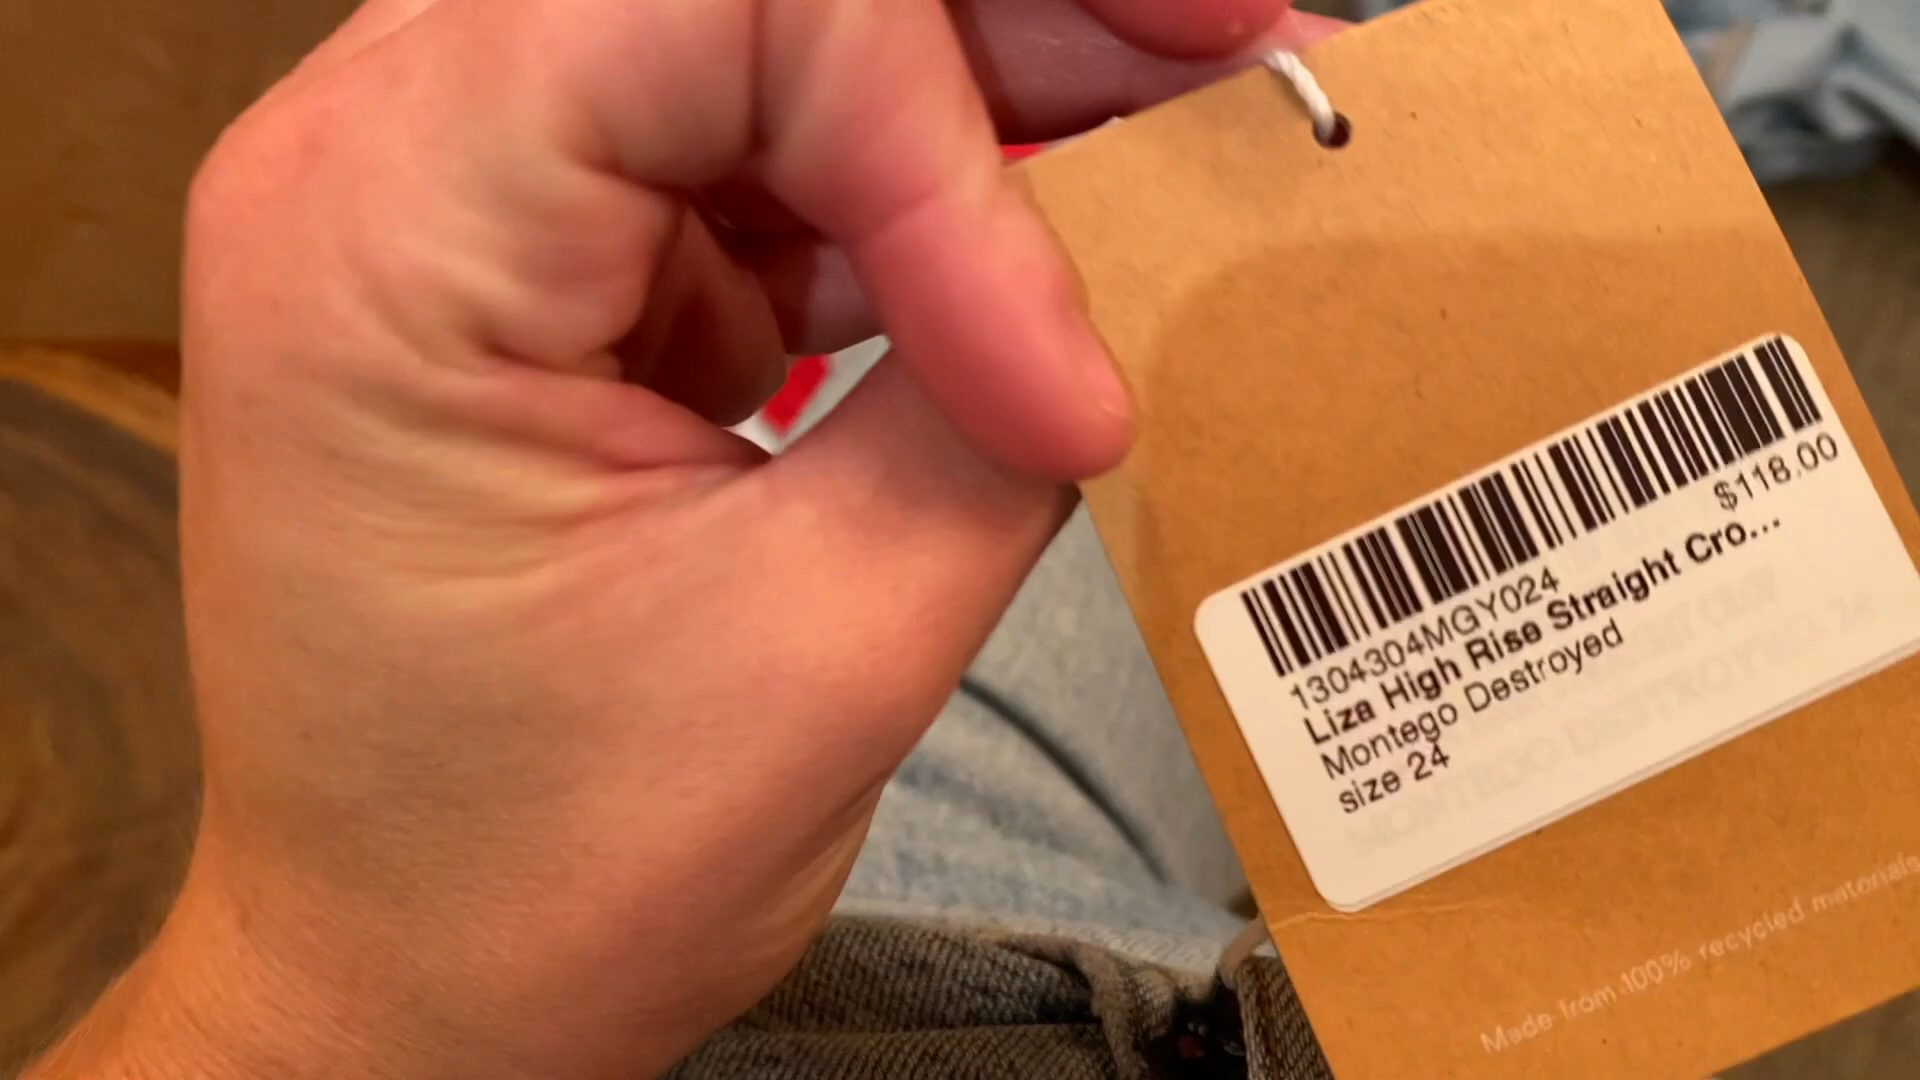 $118.00
1304304MGY024
Liza High Rise Straight Cro...
Montego Destroyed
size 24
Made from 100% recycled materials